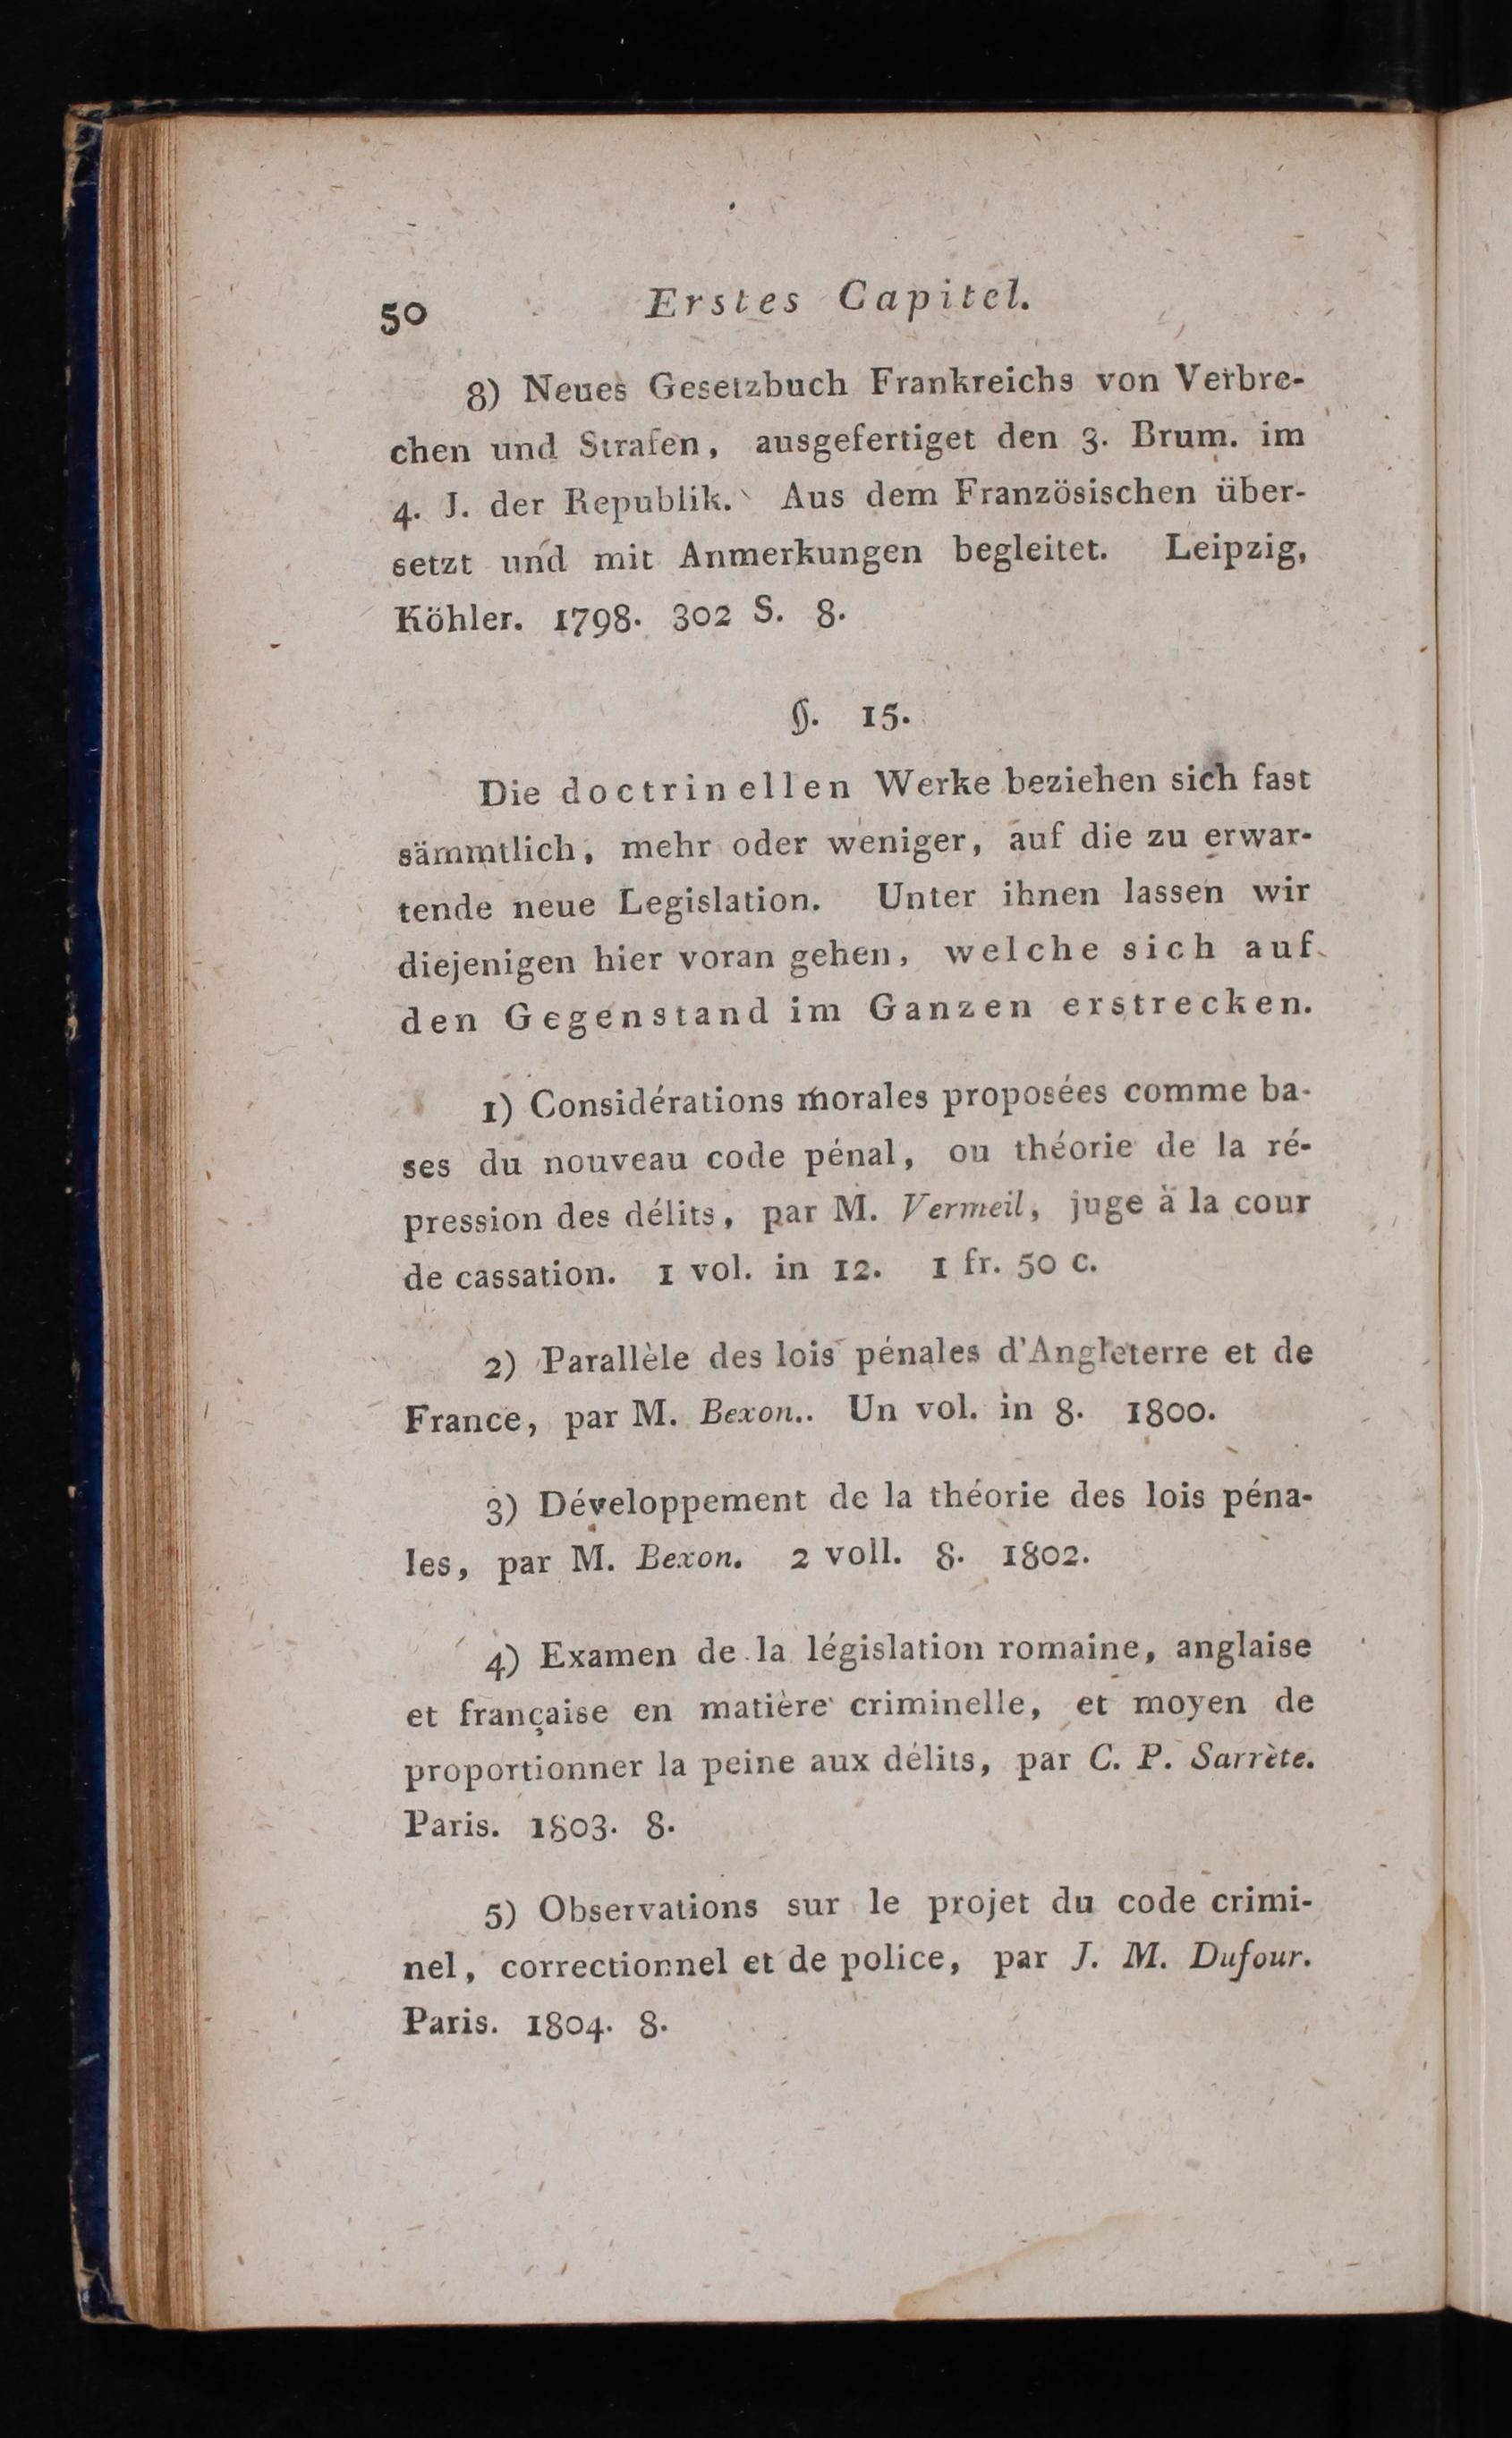 50 Erstes Capitel.
8) Neues Gesetzbuch Frankreichs von Verbre-
chen und Strafen, ausgefertiget den 3. Brum. im
4. J. der Republik. Aus dem Französischen über-
setzt und mit Anmerkungen begleitet. Leipzig,
Köhler. 1798. 302 S. 8.
§. 15.
Die doctrinellen Werke beziehen sich fast
sämmtlich, mehr oder weniger, auf die zu erwar-
tende neue Legislation. Unter ihnen lassen wir
diejenigen hier voran gehen, welche sich auf
den Gegenstand im Ganzen erstrecken.
1) Considérations morales proposées comme ba-
ses du nouveau code pénal, ou théorie de la ré-
pression des délits, par M. Vermeil, juge à la cour
de cassation. 1 vol. in 12. 1 fr. 50 c.
2) Parallèle des lois pénales d'Angleterre et de
France, par M. Bexon.. Un vol. in 8. 1800.
3) Développement de la théorie des lois péna-
les, par M. Bexon. 2 voll. 8. 1802.
4) Examen de la législation romaine, anglaise
et française en matière criminelle, et moyen de
proportionner la peine aux délits, par C. P. Sarrète.
Paris. 1803. 8.
5) Observations sur le projet du code crimi-
nel, correctionnel et de police, par J. M. Dufour.
Paris. 1804. 8.